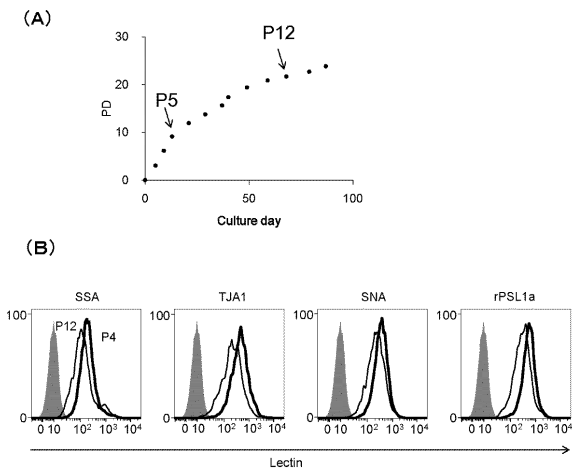 (A)
30
20
10
0
PD
P5
P12
0 50 100
Culture day
(B)
SSA TJA1 SNA rPSL1a
100 100 100 100
P12 P4
0 0 0 0
0 10 10² 10³ 10⁴ 0 10 10² 10³ 10⁴ 0 10 10² 10³ 10⁴ 0 10 10² 10³ 10⁴
Lectin